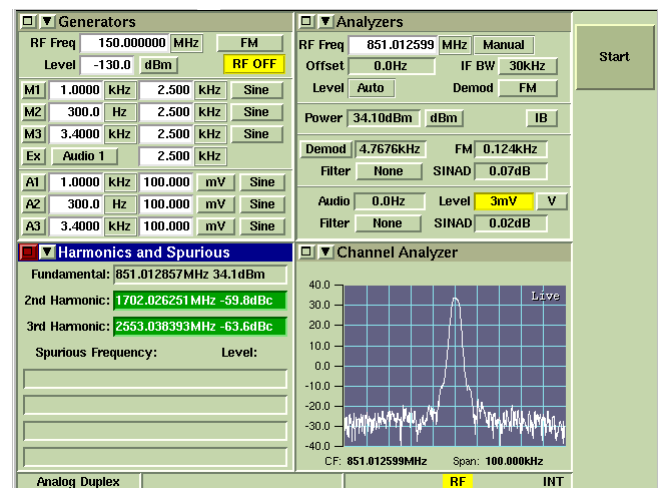 Generators
RF Freq 150.000000 MHz FM
Level -130.0 dBm RF OFF
M1 1.0000 kHz 2.500 kHz Sine
M2 300.0 Hz 2.500 kHz Sine
M3 3.4000 kHz 2.500 kHz Sine
Ex Audio 1 2.500 kHz
A1 1.0000 kHz 100.000 mV Sine
A2 300.0 Hz 100.000 mV Sine
A3 3.4000 kHz 100.000 mV Sine
Analyzers
RF Freq 851.012599 MHz Manual
Offset 0.0Hz IF BW 30kHz
Level Auto Demod FM
Power 34.10dBm dBm IB
Demod 4.7676kHz FM 0.124kHz
Filter None SINAD 0.07dB
Audio 0.0Hz Level 3mV V
Filter None SINAD 0.02dB
Start
Harmonics and Spurious
Fundamental: 851.012857MHz 34.1dBm
2nd Harmonic: 1702.026251MHz -59.8dBc
3rd Harmonic: 2553.038393MHz -63.6dBc
Spurious Frequency: Level:
Channel Analyzer
Live
40.0
30.0
20.0
10.0
0.0
-10.0
-20.0
-30.0
-40.0
CF: 851.012599MHz Span: 100.000kHz
Analog Duplex RF INT